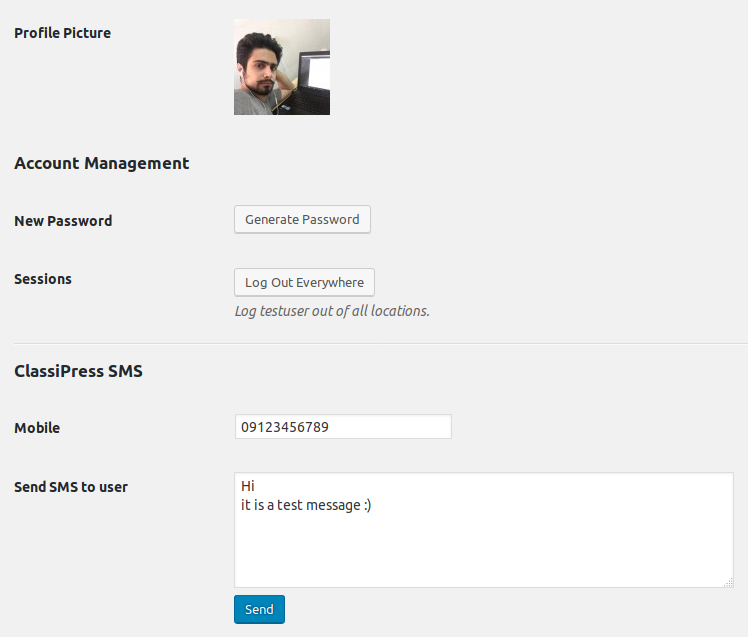 Profile Picture
Account Management
New Password
Generate Password
Sessions
Log Out Everywhere
Log testuser out of all locations.
ClassiPress SMS
Mobile
09123456789
Send SMS to user
Hi
it is a test message :)
Send